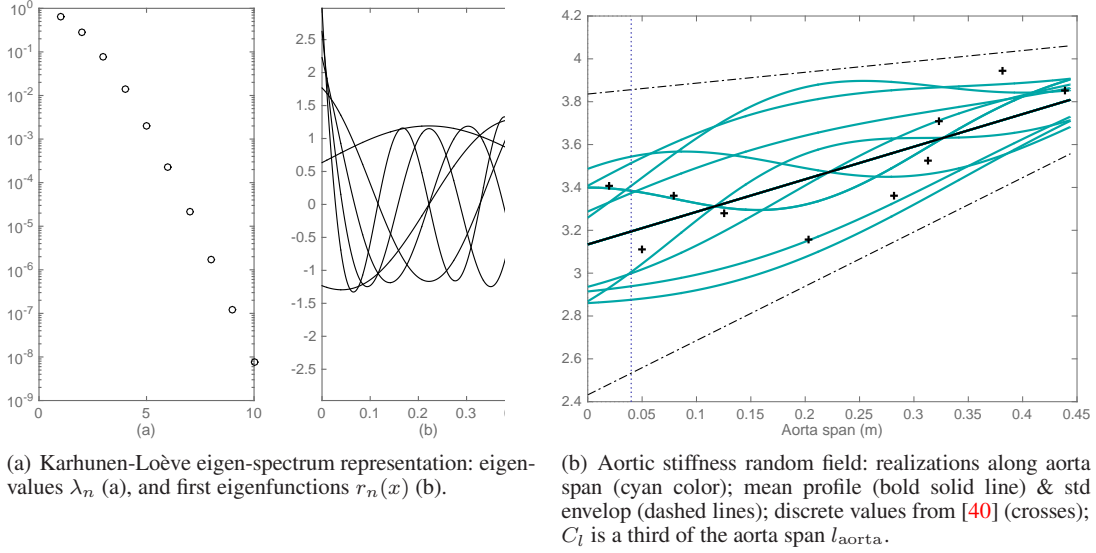 10^0
10^-1
10^-2
10^-3
10^-4
10^-5
10^-6
10^-7
10^-8
10^-9
0 5 10
(a)
2.5
2
1.5
1
0.5
0
-0.5
-1
-1.5
-2
-2.5
0 0.1 0.2 0.3
(b)
(a) Karhunen-Loève eigen-spectrum representation: eigen-
values λ_n (a), and first eigenfunctions r_n(x) (b).
4.2
4
3.8
3.6
3.4
3.2
3
2.8
2.6
2.4
0 0.05 0.1 0.15 0.2 0.25 0.3 0.35 0.4 0.45
Aorta span (m)
(b) Aortic stiffness random field: realizations along aorta
span (cyan color); mean profile (bold solid line) & std
envelop (dashed lines); discrete values from [40] (crosses);
C_l is a third of the aorta span l_aorta.